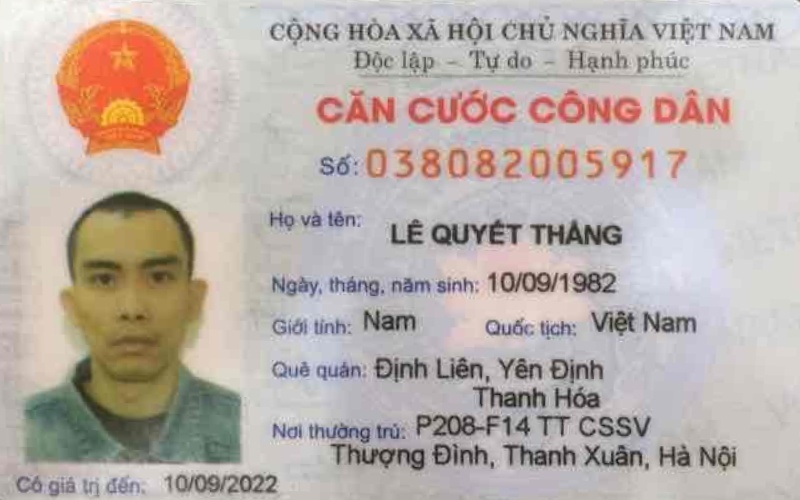 CỘNG HÒA XÃ HỘI CHỦ NGHĨA VIỆT NAM
Độc lập - Tự do - Hạnh phúc
CĂN CƯỚC CÔNG DÂN
Số: 038082005917
Họ và tên: LÊ QUYẾT THẮNG
Ngày, tháng, năm sinh: 10/09/1982
Giới tính: Nam Quốc tịch: Việt Nam
Quê quán: Định Liên, Yên Định
Thanh Hóa
Nơi thường trú: P208-F14 TT CSSV
Thượng Đình, Thanh Xuân, Hà Nội
Có giá trị đến: 10/09/2022